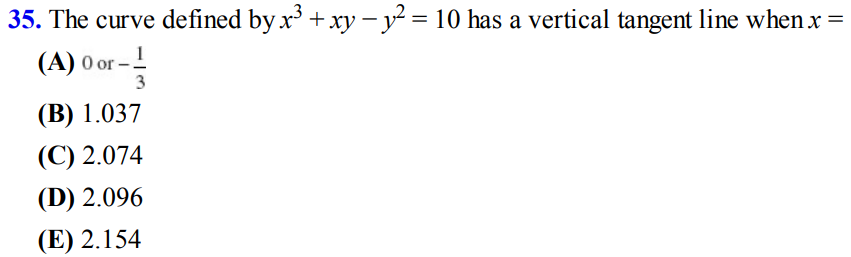 35. The curve defined by x³ + xy – y² = 10 has a vertical tangent line when x =
(A) 0 or –1/3
(B) 1.037
(C) 2.074
(D) 2.096
(E) 2.154